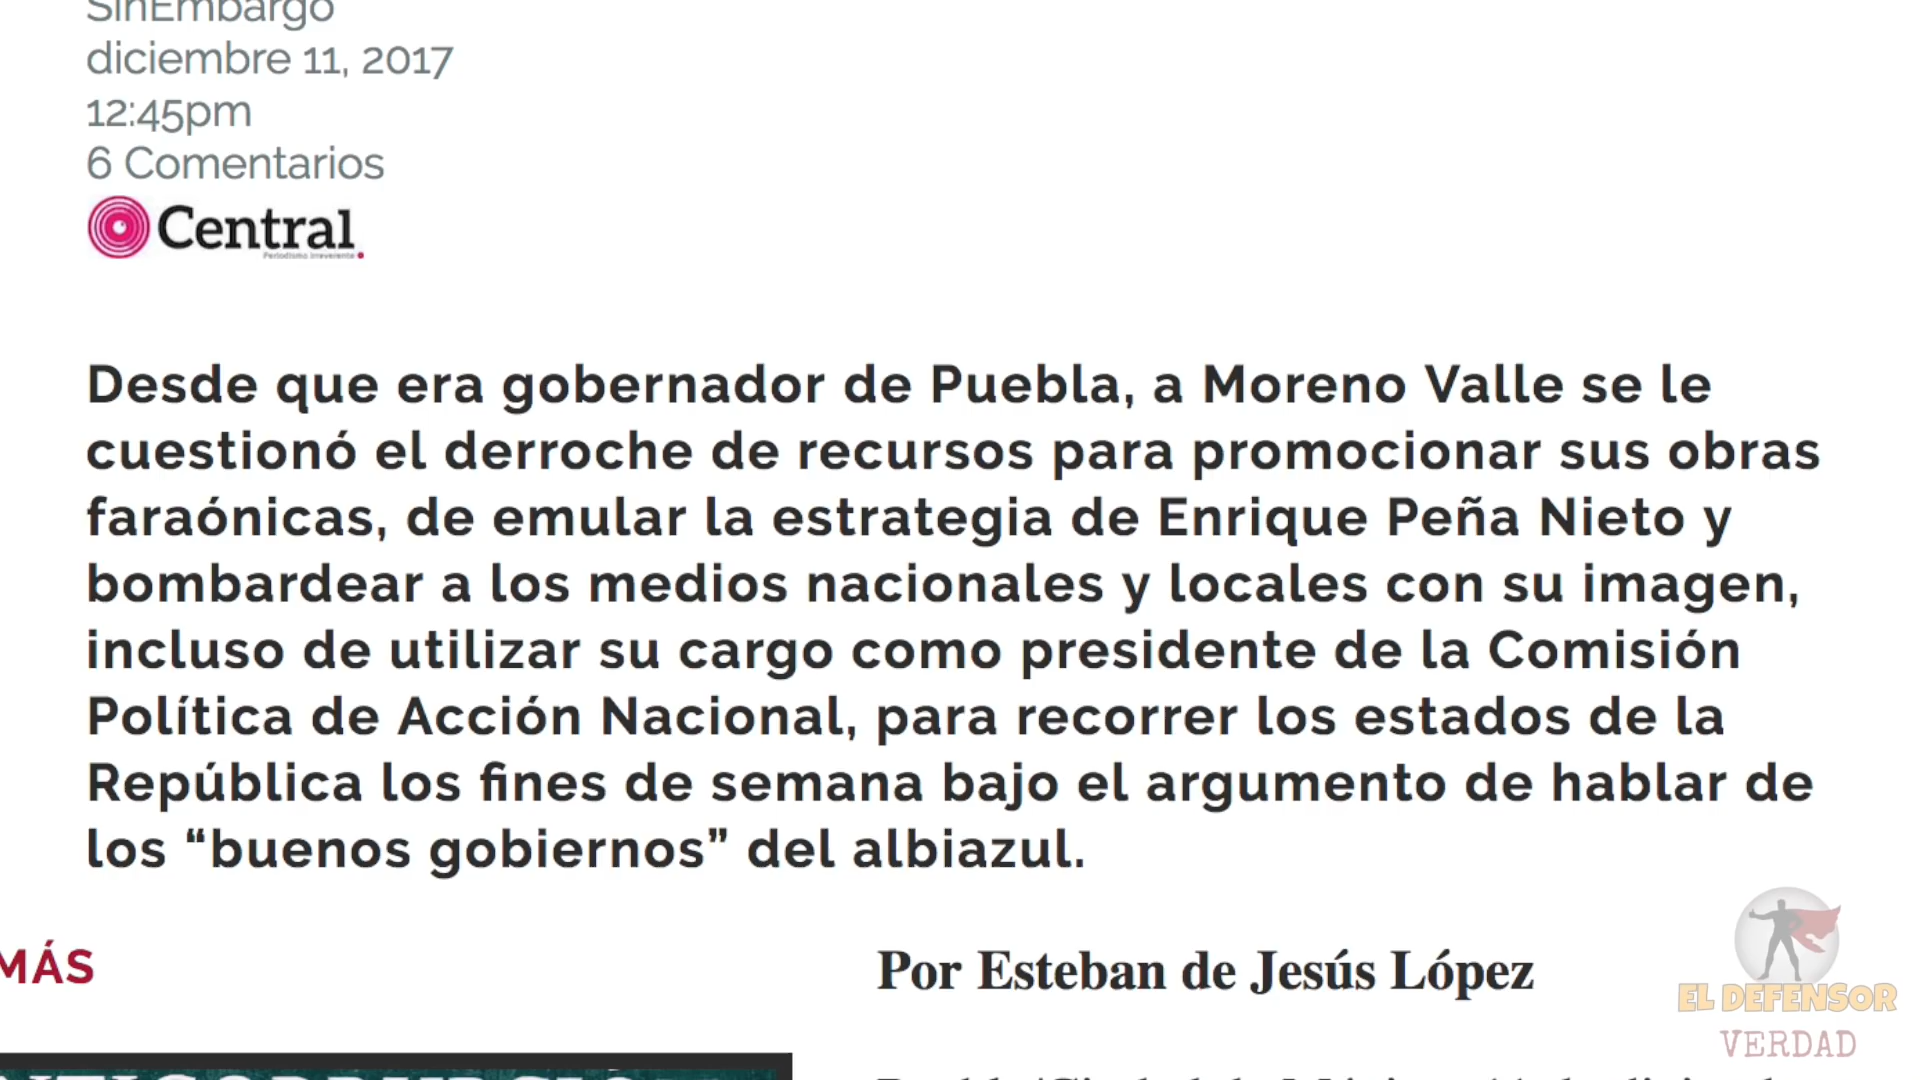 SinEmbargo
diciembre 11, 2017
12:45pm
6 Comentarios
Central
Periodismo Irreverente
Desde que era gobernador de Puebla, a Moreno Valle se le
cuestionó el derroche de recursos para promocionar sus obras
faraónicas, de emular la estrategia de Enrique Peña Nieto y
bombardear a los medios nacionales y locales con su imagen,
incluso de utilizar su cargo como presidente de la Comisión
Política de Acción Nacional, para recorrer los estados de la
República los fines de semana bajo el argumento de hablar de
los “buenos gobiernos” del albiazul.
MÁS
Por Esteban de Jesús López
EL DEFENSOR
VERDAD